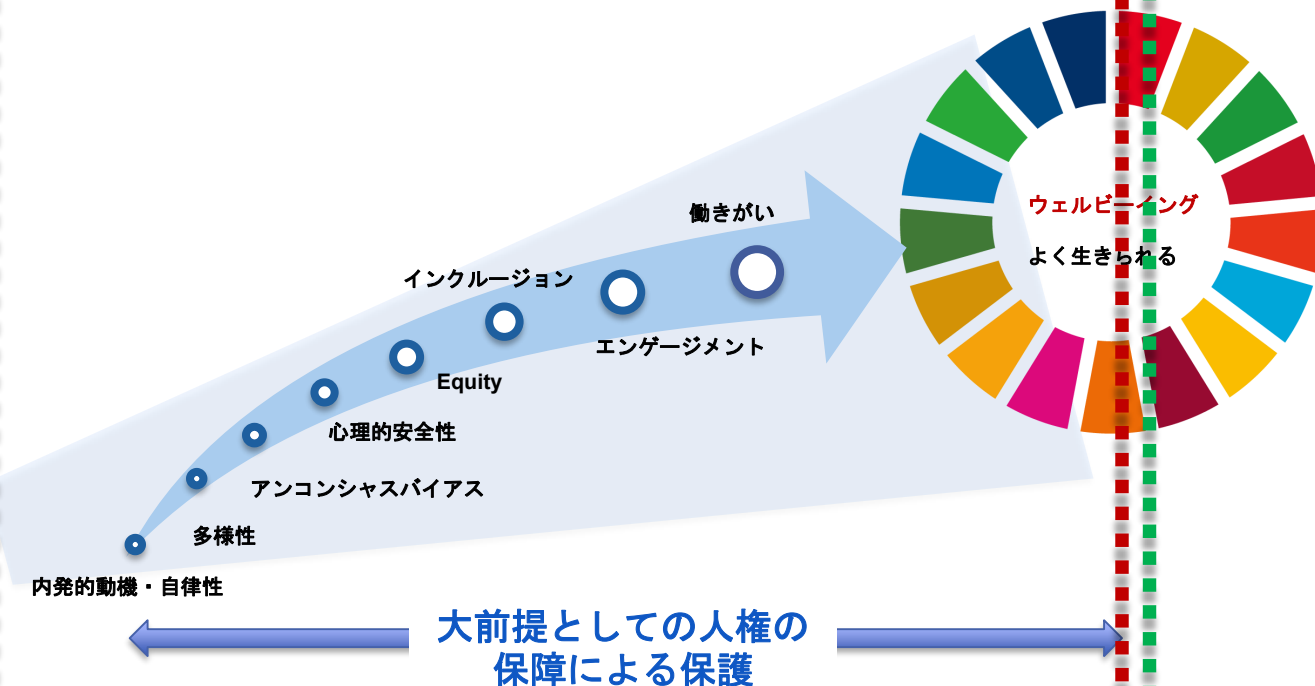 働きがい
ウェルビーイング
よく生きられる
インクルージョン
エンゲージメント
Equity
心理的安全性
アンコンシャスバイアス
多様性
内発的動機・自律性
大前提としての人権の
保障による保護